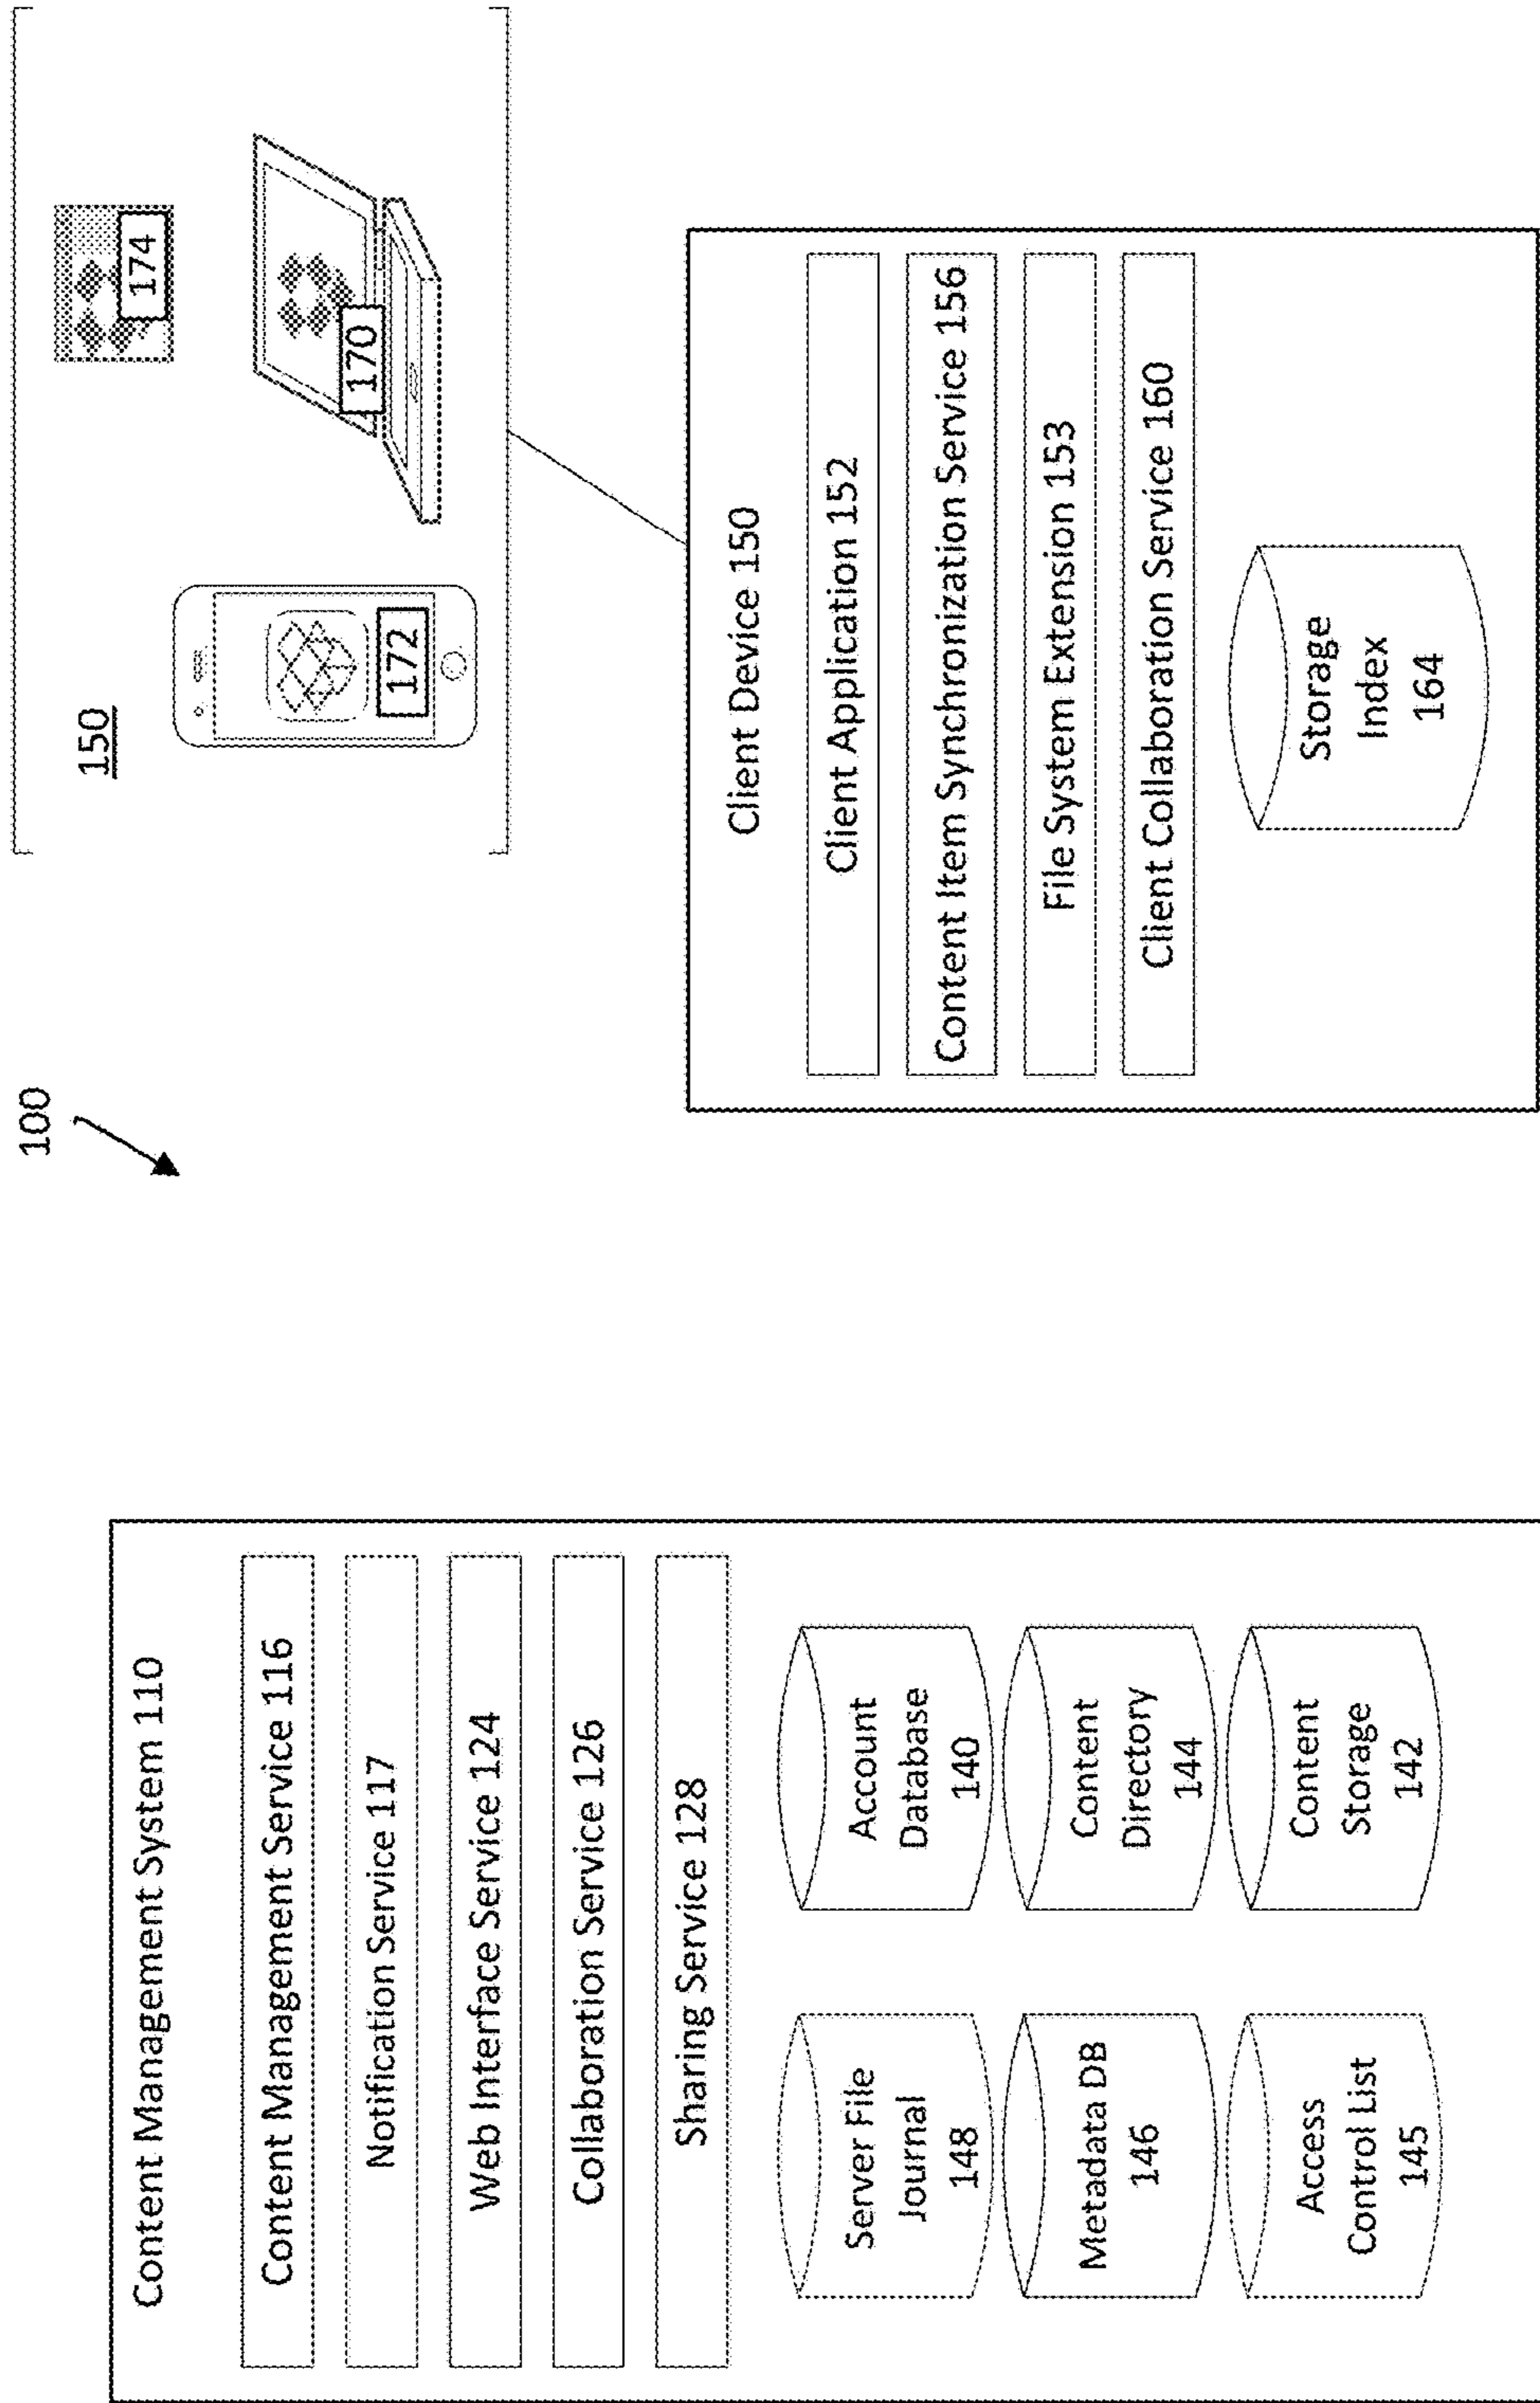 100
Content Management System 110
Content Management Service 116
Notification Service 117
Web Interface Service 124
Collaboration Service 126
Sharing Service 128
Server File
Journal
148
Account
Database
140
Metadata DB
146
Content
Directory
144
Access
Control List
145
Content
Storage
142
150
172
170
174
Client Device 150
Client Application 152
Content Item Synchronization Service 156
File System Extension 153
Client Collaboration Service 160
Storage
Index
164